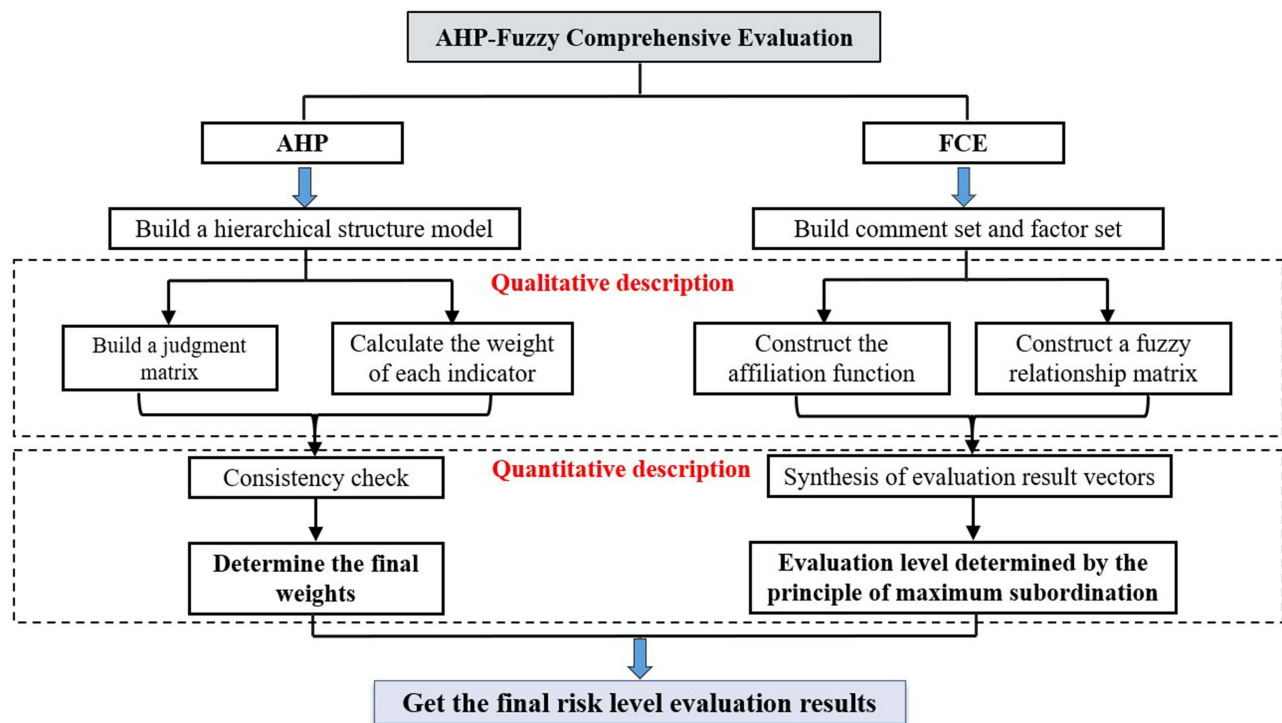 AHP-Fuzzy Comprehensive Evaluation
AHP
FCE
Build a hierarchical structure model
Build comment set and factor set
Qualitative description
Build a judgment
matrix
Calculate the weight
of each indicator
Construct the
affiliation function
Construct a fuzzy
relationship matrix
Quantitative description
Consistency check
Synthesis of evaluation result vectors
Determine the final
weights
Evaluation level determined by the
principle of maximum subordination
Get the final risk level evaluation results